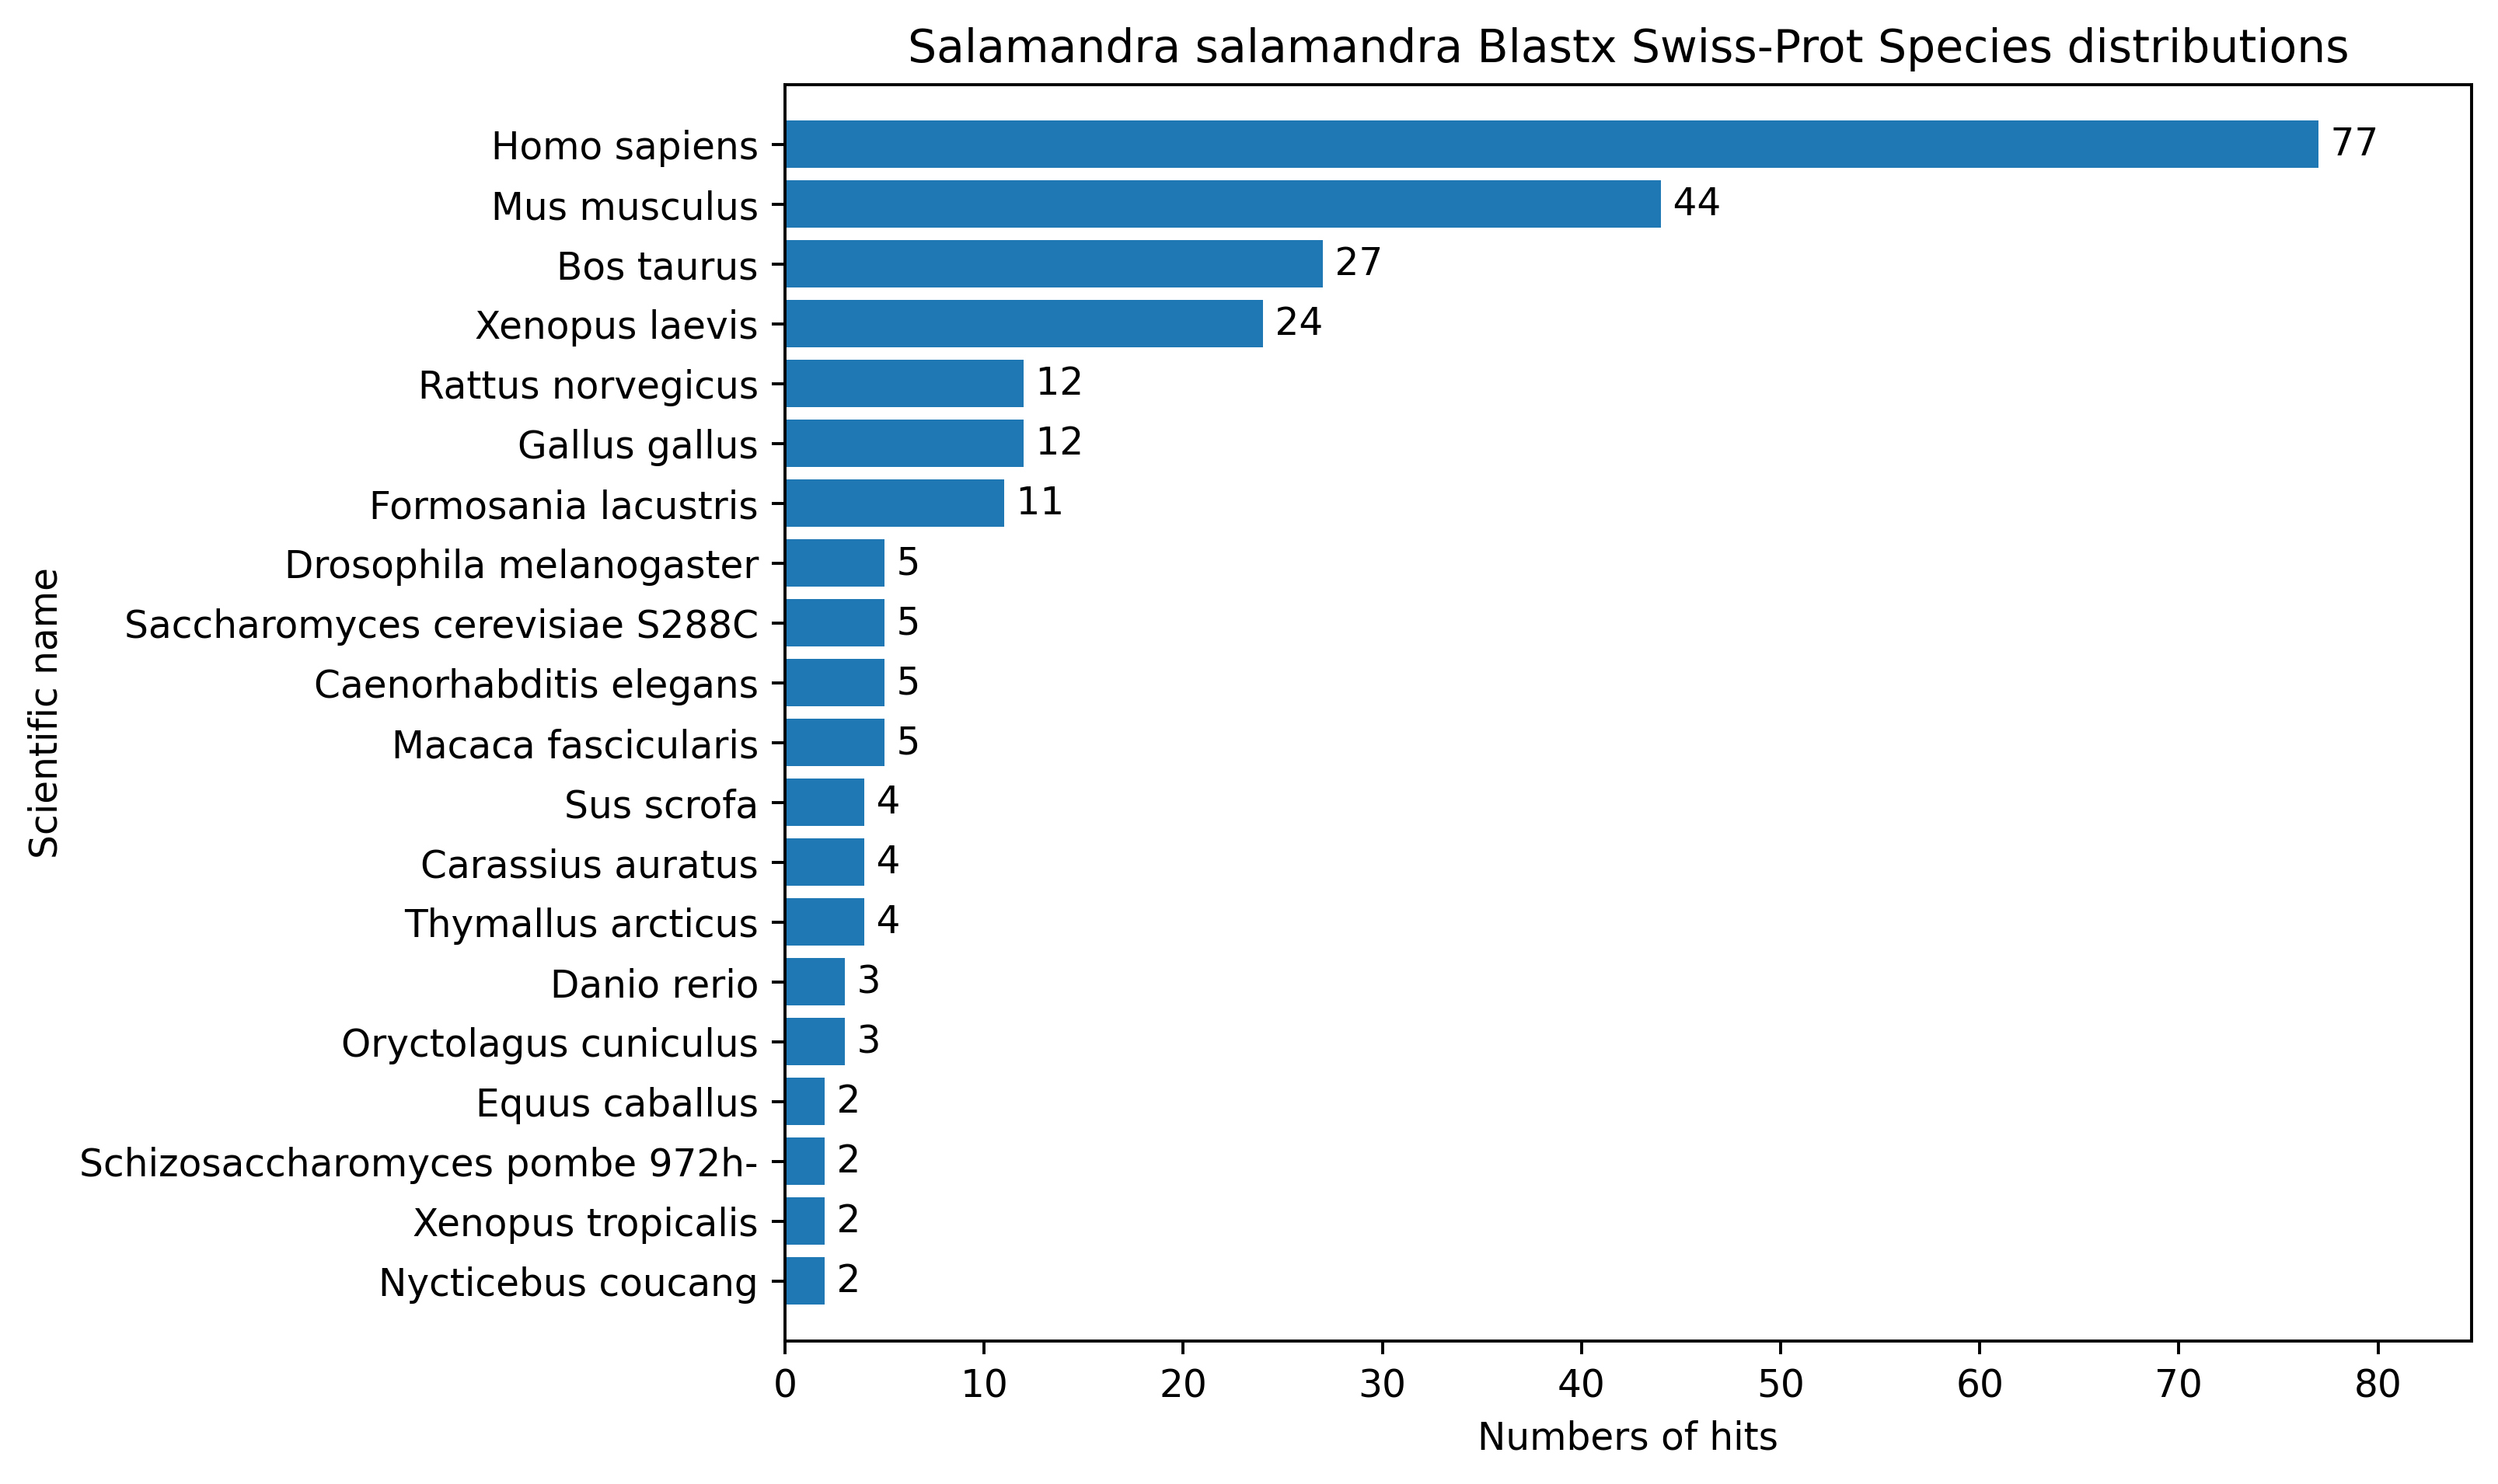 Salamandra salamandra Blastx Swiss-Prot Species distributions
Scientific name
Homo sapiens 77
Mus musculus 44
Bos taurus 27
Xenopus laevis 24
Rattus norvegicus 12
Gallus gallus 12
Formosania lacustris 11
Drosophila melanogaster 5
Saccharomyces cerevisiae S288C 5
Caenorhabditis elegans 5
Macaca fascicularis 5
Sus scrofa 4
Carassius auratus 4
Thymallus arcticus 4
Danio rerio 3
Oryctolagus cuniculus 3
Equus caballus 2
Schizosaccharomyces pombe 972h- 2
Xenopus tropicalis 2
Nycticebus coucang 2
0 10 20 30 40 50 60 70 80
Numbers of hits